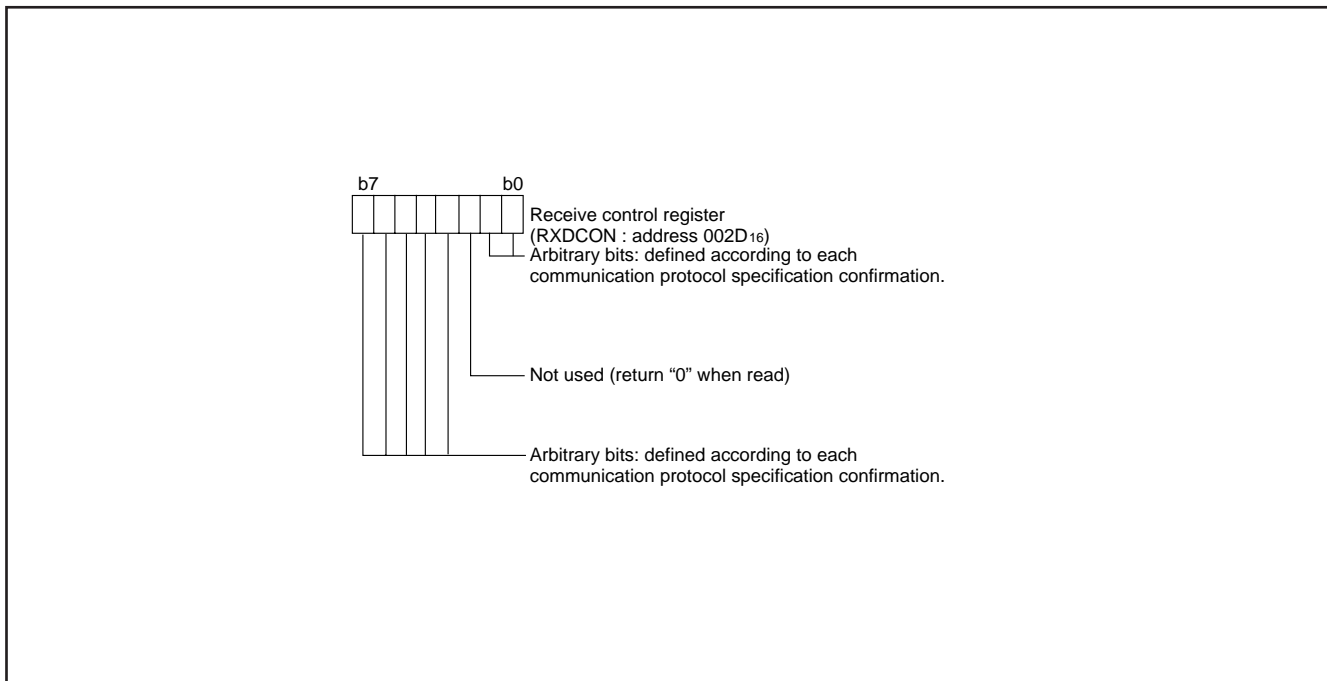 b7 b0
Receive control register
(RXDCON : address 002D16)
Arbitrary bits: defined according to each
communication protocol specification confirmation.
Not used (return “0” when read)
Arbitrary bits: defined according to each
communication protocol specification confirmation.